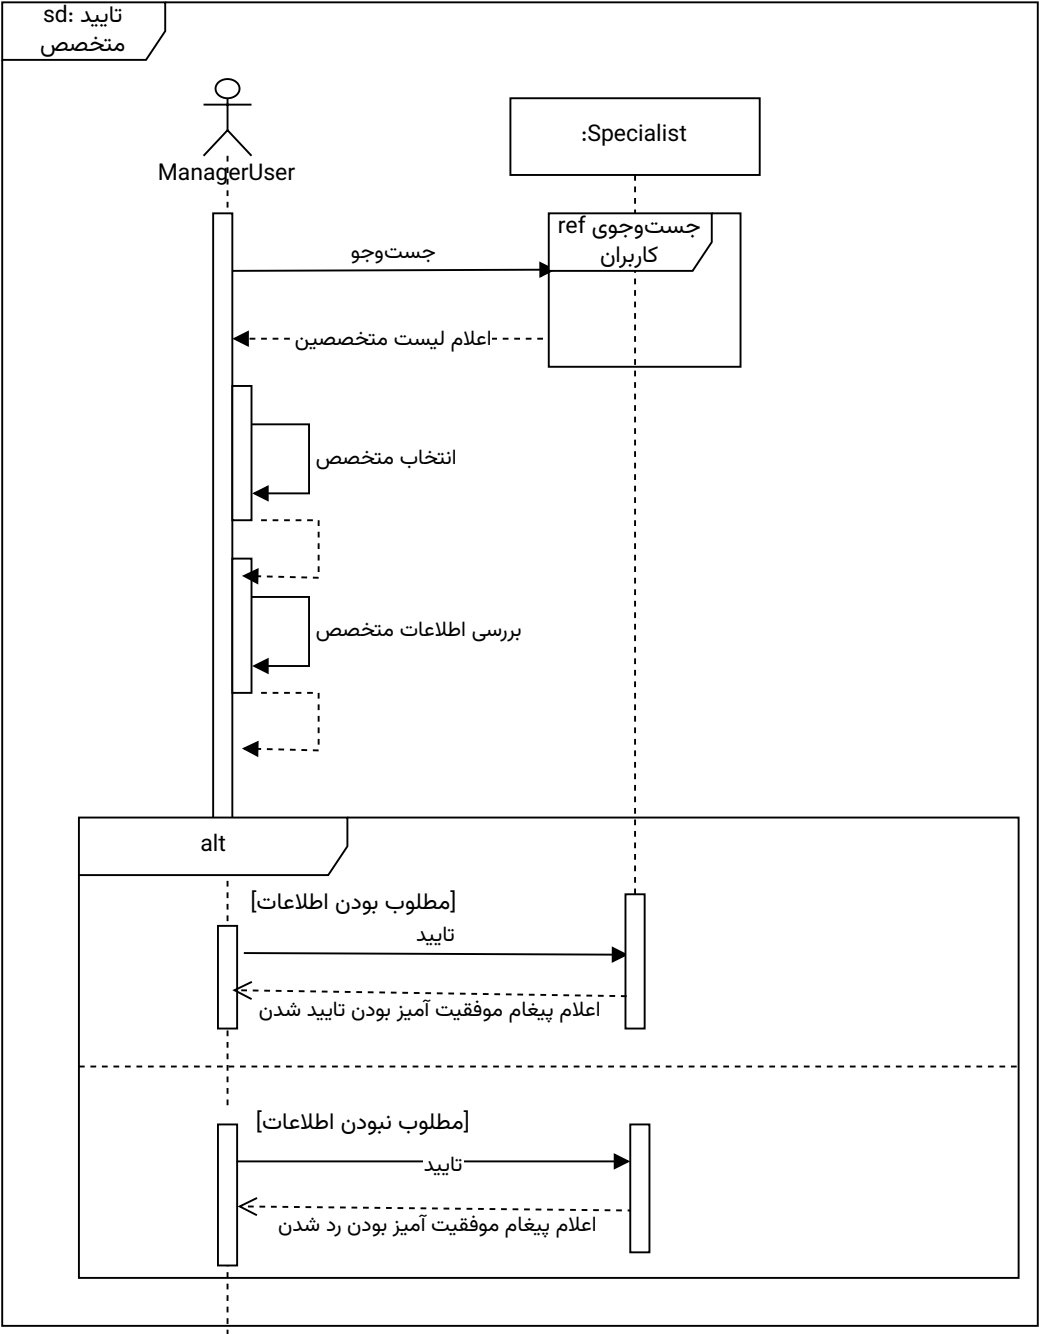 sd: تایید
متخصص
ManagerUser
:Specialist
ref جست‌وجوی
کاربران
جست‌وجو
اعلام لیست متخصصین
انتخاب متخصص
بررسی اطلاعات متخصص
alt
[مطلوب بودن اطلاعات]
تایید
اعلام پیغام موفقیت آمیز بودن تایید شدن
[مطلوب نبودن اطلاعات]
تایید
اعلام پیغام موفقیت آمیز بودن رد شدن